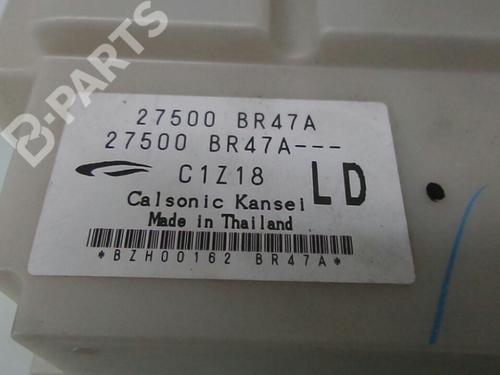 B-PARTS
27500 BR47A
27500 BR47A---
C1Z18 LD
Calsonic Kansei
Made in Thailand
*BZH00162 BR47A*